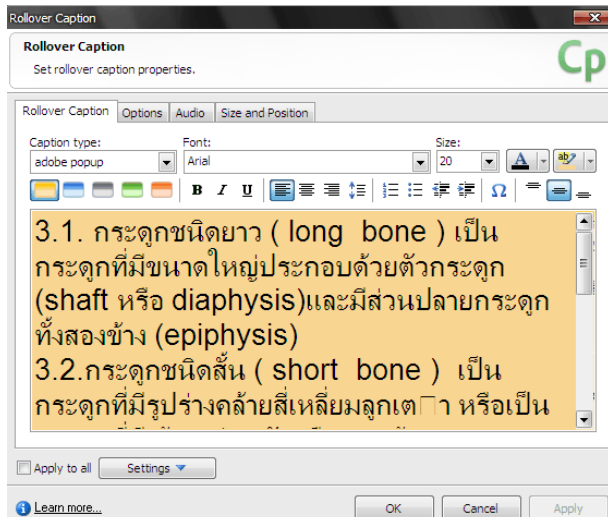 Rollover Caption
Rollover Caption
Set rollover caption properties.
Cp
Rollover Caption Options Audio Size and Position
Caption type: Font: Size:
adobe popup Arial 20 A ab
B I U Ω
3.1. กระดูกชนิดยาว ( long bone ) เป็น
กระดูกที่มีขนาดใหญ่ประกอบด้วยตัวกระดูก
(shaft หรือ diaphysis)และมีส่วนปลายกระดูก
ทั้งสองข้าง (epiphysis)
3.2.กระดูกชนิดสั้น ( short bone ) เป็น
กระดูกที่มีรูปร่างคล้ายสี่เหลี่ยมลูกเต□า หรือเป็น
Apply to all Settings
Learn more... OK Cancel Apply